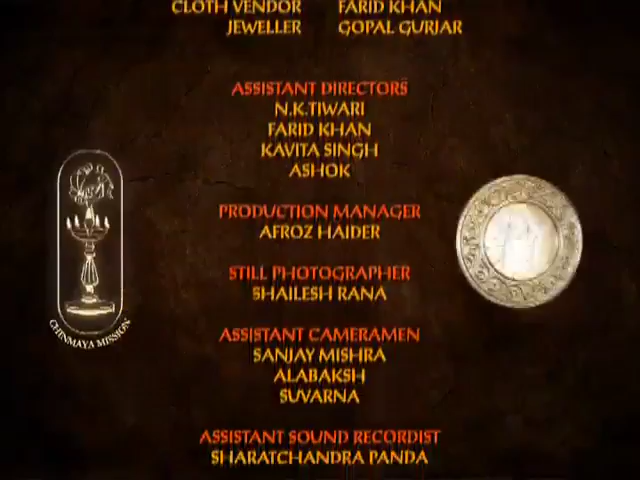 CLOTH VENDOR FARID KHAN
JEWELLER GOPAL GURJAR
ASSISTANT DIRECTORS
N.K.TIWARI
FARID KHAN
KAVITA SINGH
ASHOK
PRODUCTION MANAGER
AFROZ HAIDER
STILL PHOTOGRAPHER
SHAILESH RANA
ASSISTANT CAMERAMEN
SANJAY MISHRA
ALABAKSH
SUVARNA
CHINMAYA MISSION
ASSISTANT SOUND RECORDIST
SHARATCHANDRA PANDA